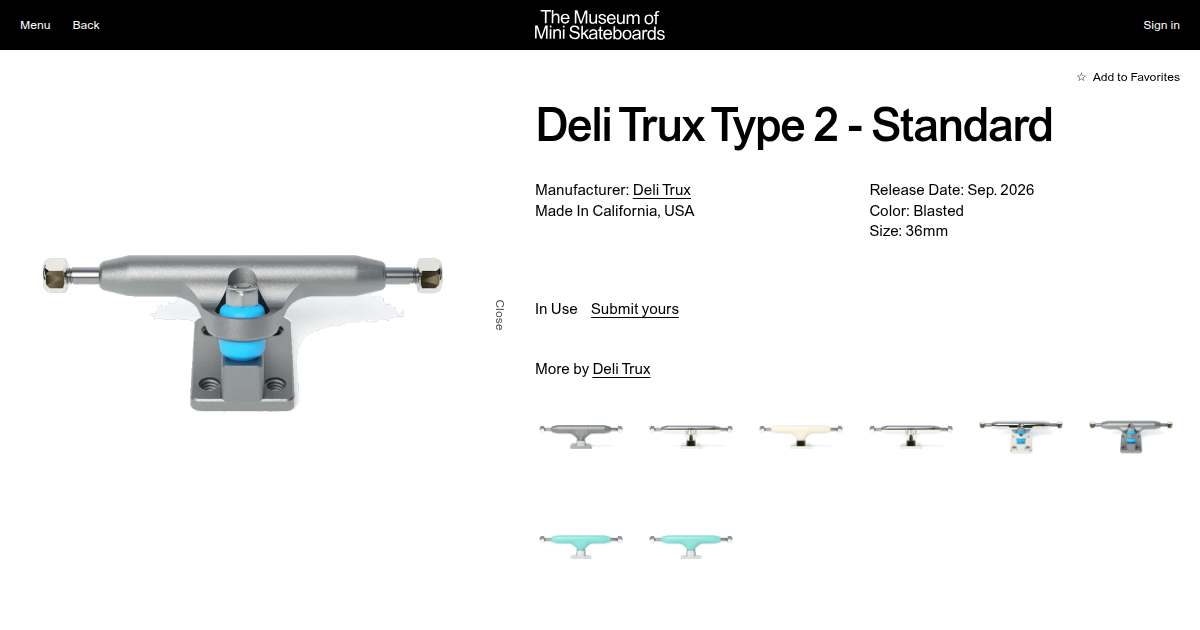 Menu
Back
The Museum of
Mini Skateboards
Sign in
☆ Add to Favorites
Deli Trux Type 2 - Standard
Manufacturer: Deli Trux
Made In California, USA
Release Date: Sep. 2026
Color: Blasted
Size: 36mm
Close
In Use Submit yours
More by Deli Trux